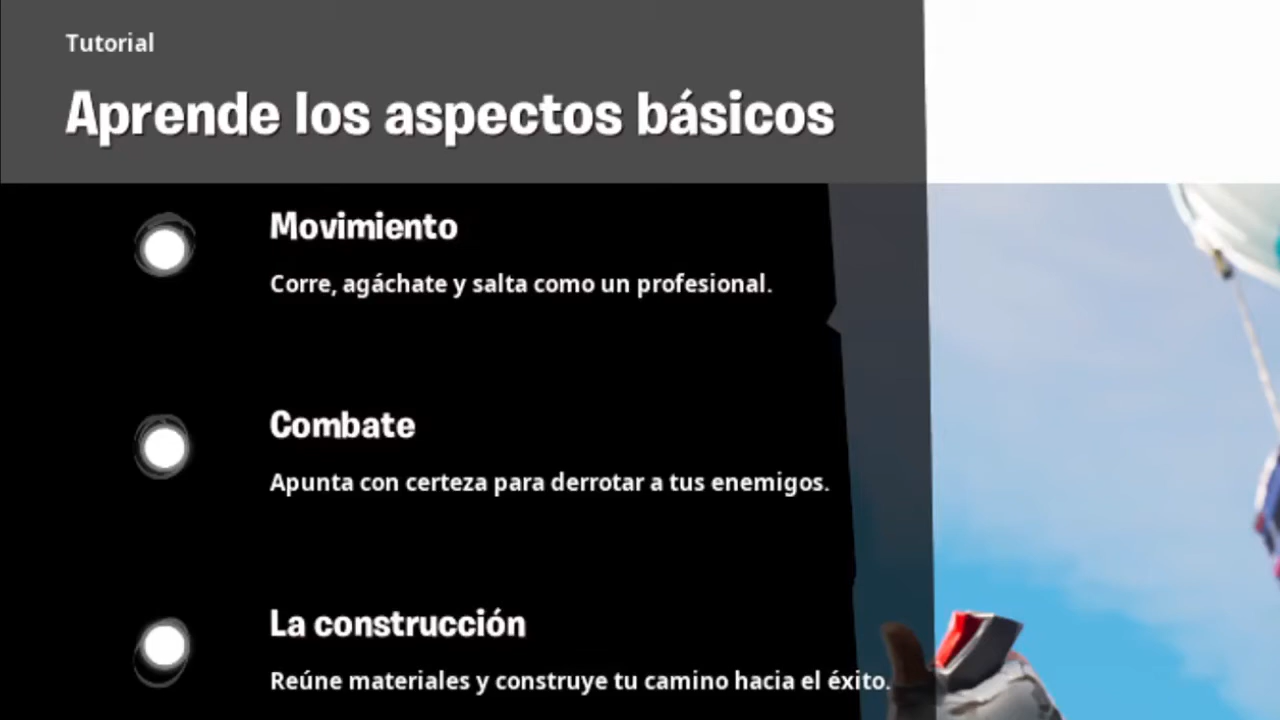 Tutorial
Aprende los aspectos básicos
Movimiento
Corre, agáchate y salta como un profesional.
Combate
Apunta con certeza para derrotar a tus enemigos.
La construcción
Reúne materiales y construye tu camino hacia el éxito.